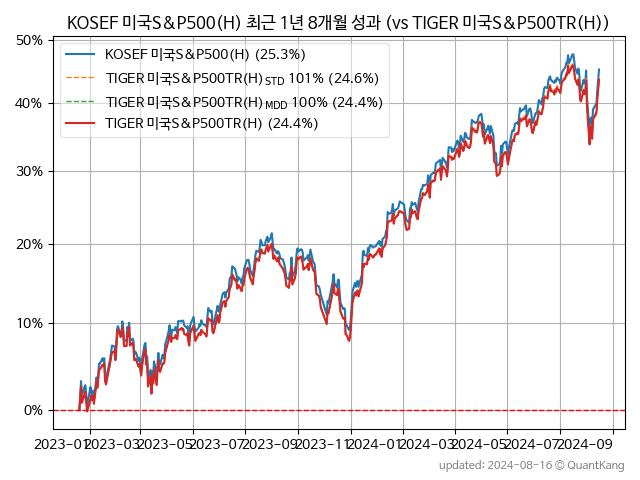 KOSEF 미국S&P500(H) 최근 1년 8개월 성과 (vs TIGER 미국S&P500TR(H))
50%
40%
30%
20%
10%
0%
KOSEF 미국S&P500(H) (25.3%)
TIGER 미국S&P500TR(H) STD 101% (24.6%)
TIGER 미국S&P500TR(H) MDD 100% (24.4%)
TIGER 미국S&P500TR(H) (24.4%)
2023-01 2023-03 2023-05 2023-07 2023-09 2023-11 2024-01 2024-03 2024-05 2024-07 2024-09
updated: 2024-08-16 © QuantKang